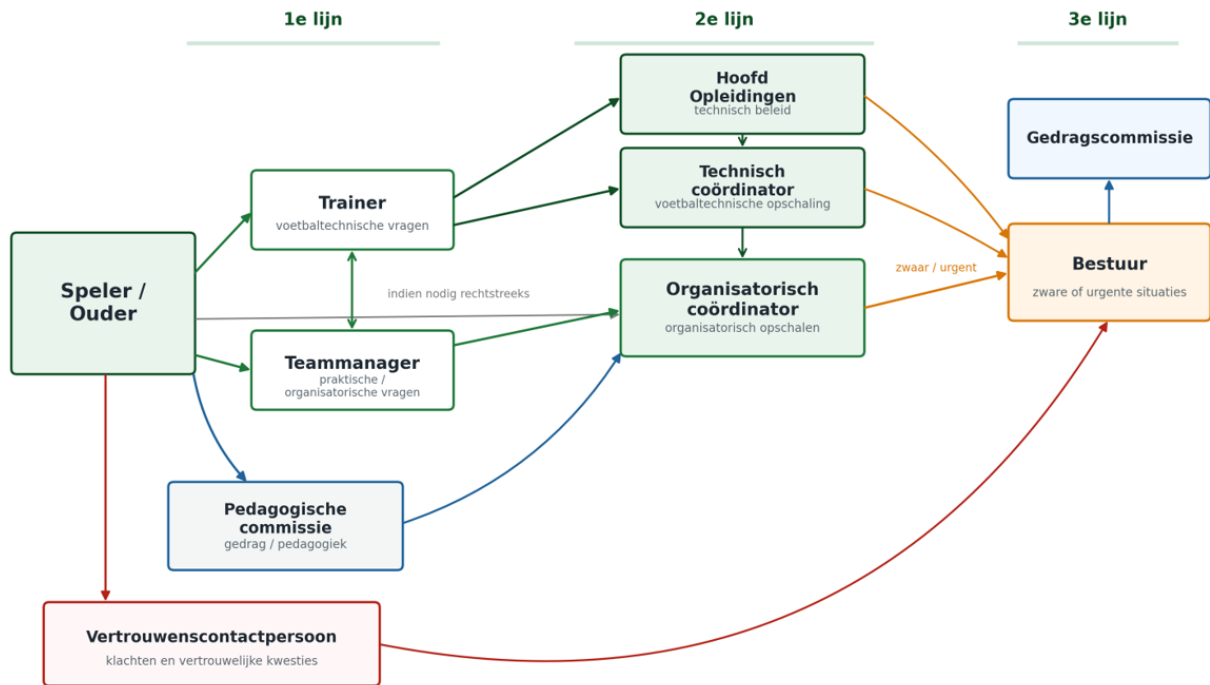 1e lijn
2e lijn
3e lijn
Hoofd
Opleidingen
technisch beleid
Gedragscommissie
Trainer
voetbaltechnische vragen
Technisch
coördinator
voetbaltechnische opschaling
Speler /
Ouder
indien nodig rechtstreeks
zwaar / urgent
Bestuur
zware of urgente situaties
Organisatorisch
coördinator
organisatorisch opschalen
Teammanager
praktische /
organisatorische vragen
Pedagogische
commissie
gedrag / pedagogiek
Vertrouwenscontactpersoon
klachten en vertrouwelijke kwesties